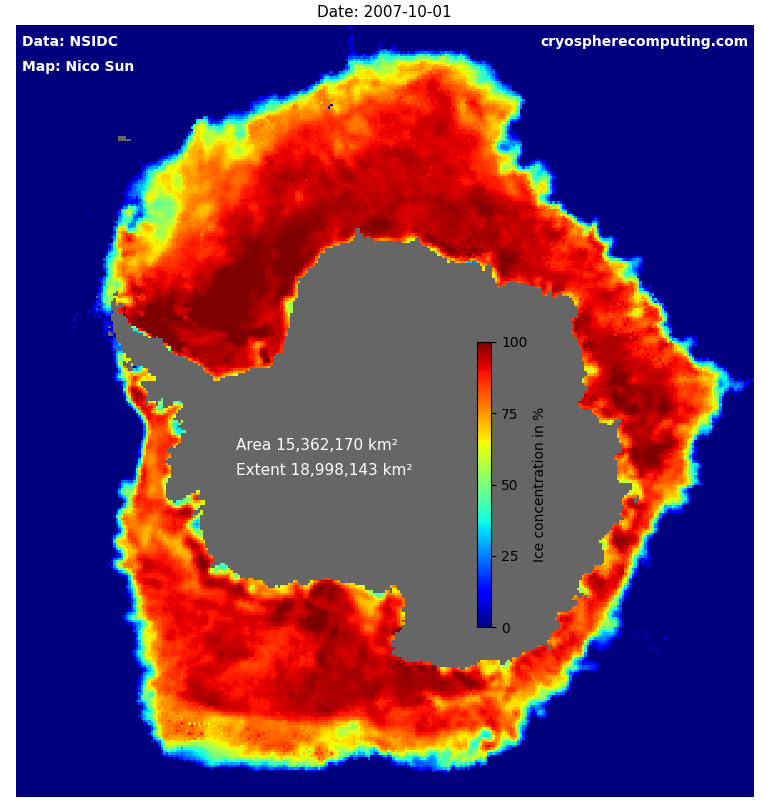 Date: 2007-10-01
Data: NSIDC
cryospherecomputing.com
Map: Nico Sun
100
75
50
25
0
Ice concentration in %
Area 15,362,170 km²
Extent 18,998,143 km²